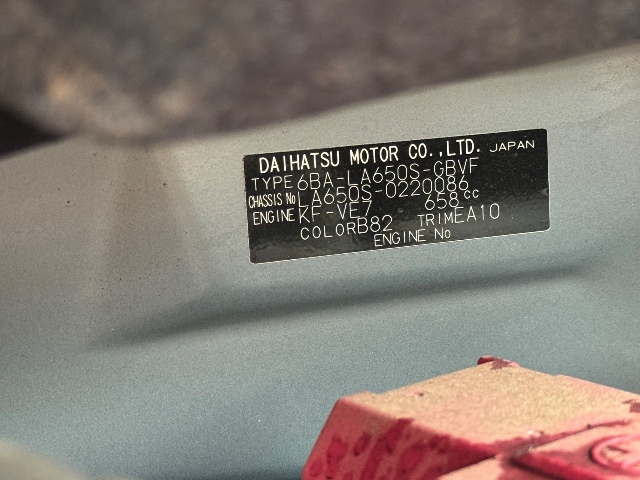 DAIHATSU MOTOR CO.,LTD. JAPAN
TYPE 6BA-LA650S-GBVF
CHASSIS No LA650S-0220086
ENGINE KF-VE7 658cc
COLOR B82 TRIM EA10
ENGINE No